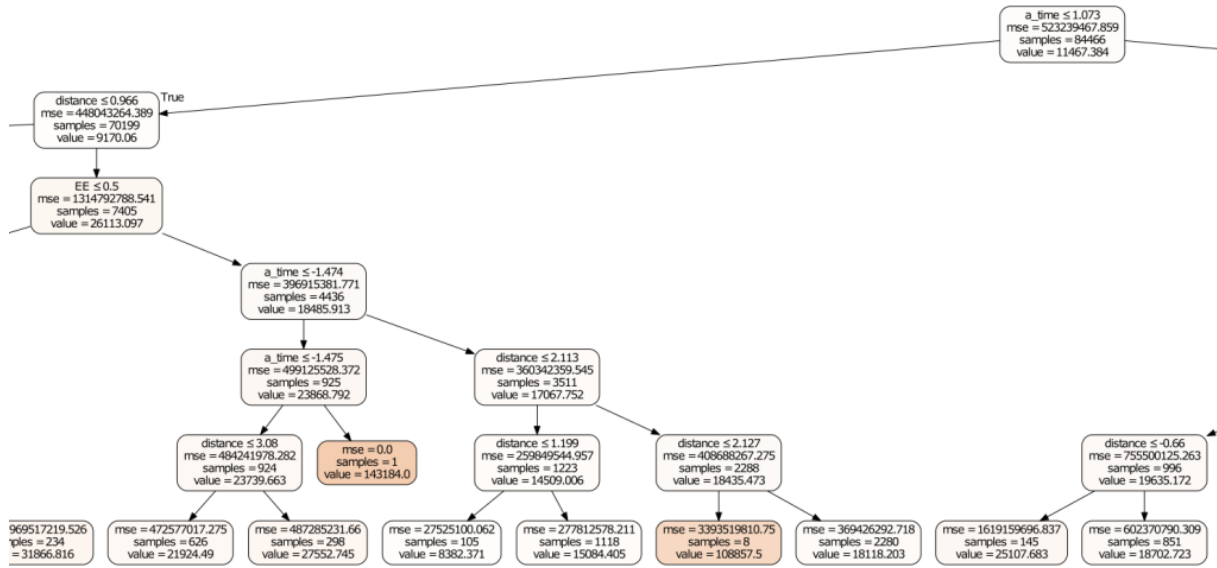 a_time ≤ 1.073
mse = 523239467.859
samples = 84466
value = 11467.384
True
distance ≤ 0.966
mse = 448043264.389
samples = 70199
value = 9170.06
EE ≤ 0.5
mse = 1314792788.541
samples = 7405
value = 26113.097
a_time ≤ -1.474
mse = 396915381.771
samples = 4436
value = 18485.913
a_time ≤ -1.475
mse = 499125528.372
samples = 925
value = 23868.792
distance ≤ 2.113
mse = 360342359.545
samples = 3511
value = 17067.752
distance ≤ 3.08
mse = 484241978.282
samples = 924
value = 23739.663
mse = 0.0
samples = 1
value = 143184.0
distance ≤ 1.199
mse = 259849544.957
samples = 1223
value = 14509.006
distance ≤ 2.127
mse = 408688267.275
samples = 2288
value = 18435.473
distance ≤ -0.66
mse = 755500125.263
samples = 996
value = 19635.172
969517219.526
ples = 234
= 31866.816
mse = 472577017.275
samples = 626
value = 21924.49
mse = 487285231.66
samples = 298
value = 27552.745
mse = 27525100.062
samples = 105
value = 8382.371
mse = 277812578.211
samples = 1118
value = 15084.405
mse = 3393519810.75
samples = 8
value = 108857.5
mse = 369426292.718
samples = 2280
value = 18118.203
mse = 1619159696.837
samples = 145
value = 25107.683
mse = 602370790.309
samples = 851
value = 18702.723